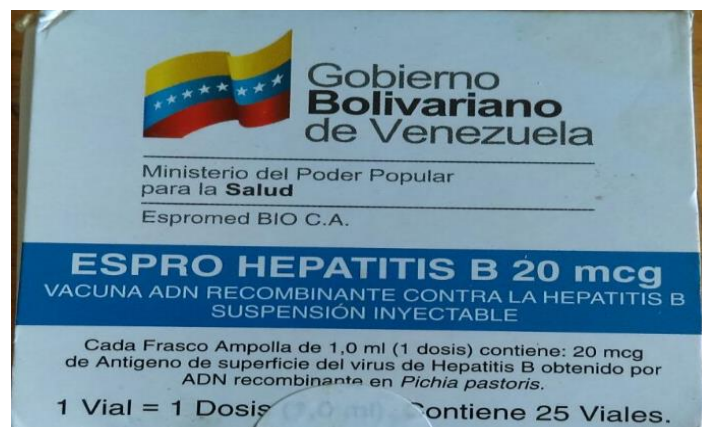 Gobierno
Bolivariano
de Venezuela
Ministerio del Poder Popular
para la Salud
Espromed BIO C.A.
ESPRO HEPATITIS B 20 mcg
VACUNA ADN RECOMBINANTE CONTRA LA HEPATITIS B
SUSPENSIÓN INYECTABLE
Cada Frasco Ampolla de 1,0 ml (1 dosis) contiene: 20 mcg
de Antigeno de superficie del virus de Hepatitis B obtenido por
ADN recombinante en Pichia pastoris.
1 Vial = 1 Dosis Contiene 25 Viales.